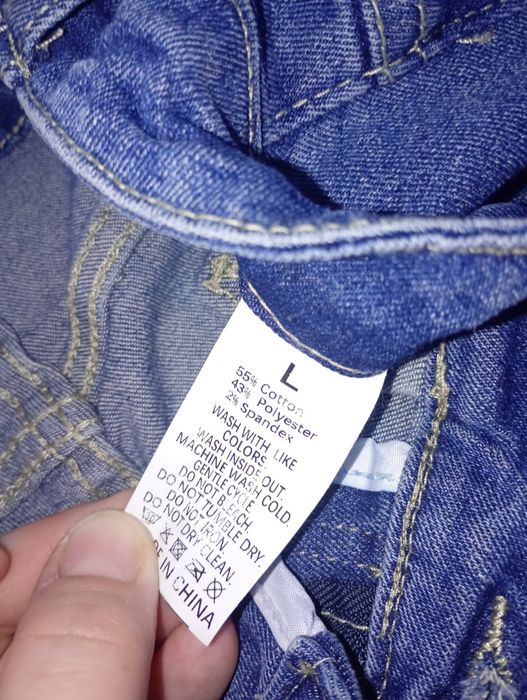 L
55% Cotton
43% Polyester
2% Spandex
WASH WITH LIKE
COLORS.
WASH INSIDE OUT.
MACHINE WASH COLD.
GENTLE CYCLE.
DO NOT BLEACH.
DO NOT TUMBLE DRY.
DO NOT IRON.
DO NOT DRY CLEAN.
IN CHINA